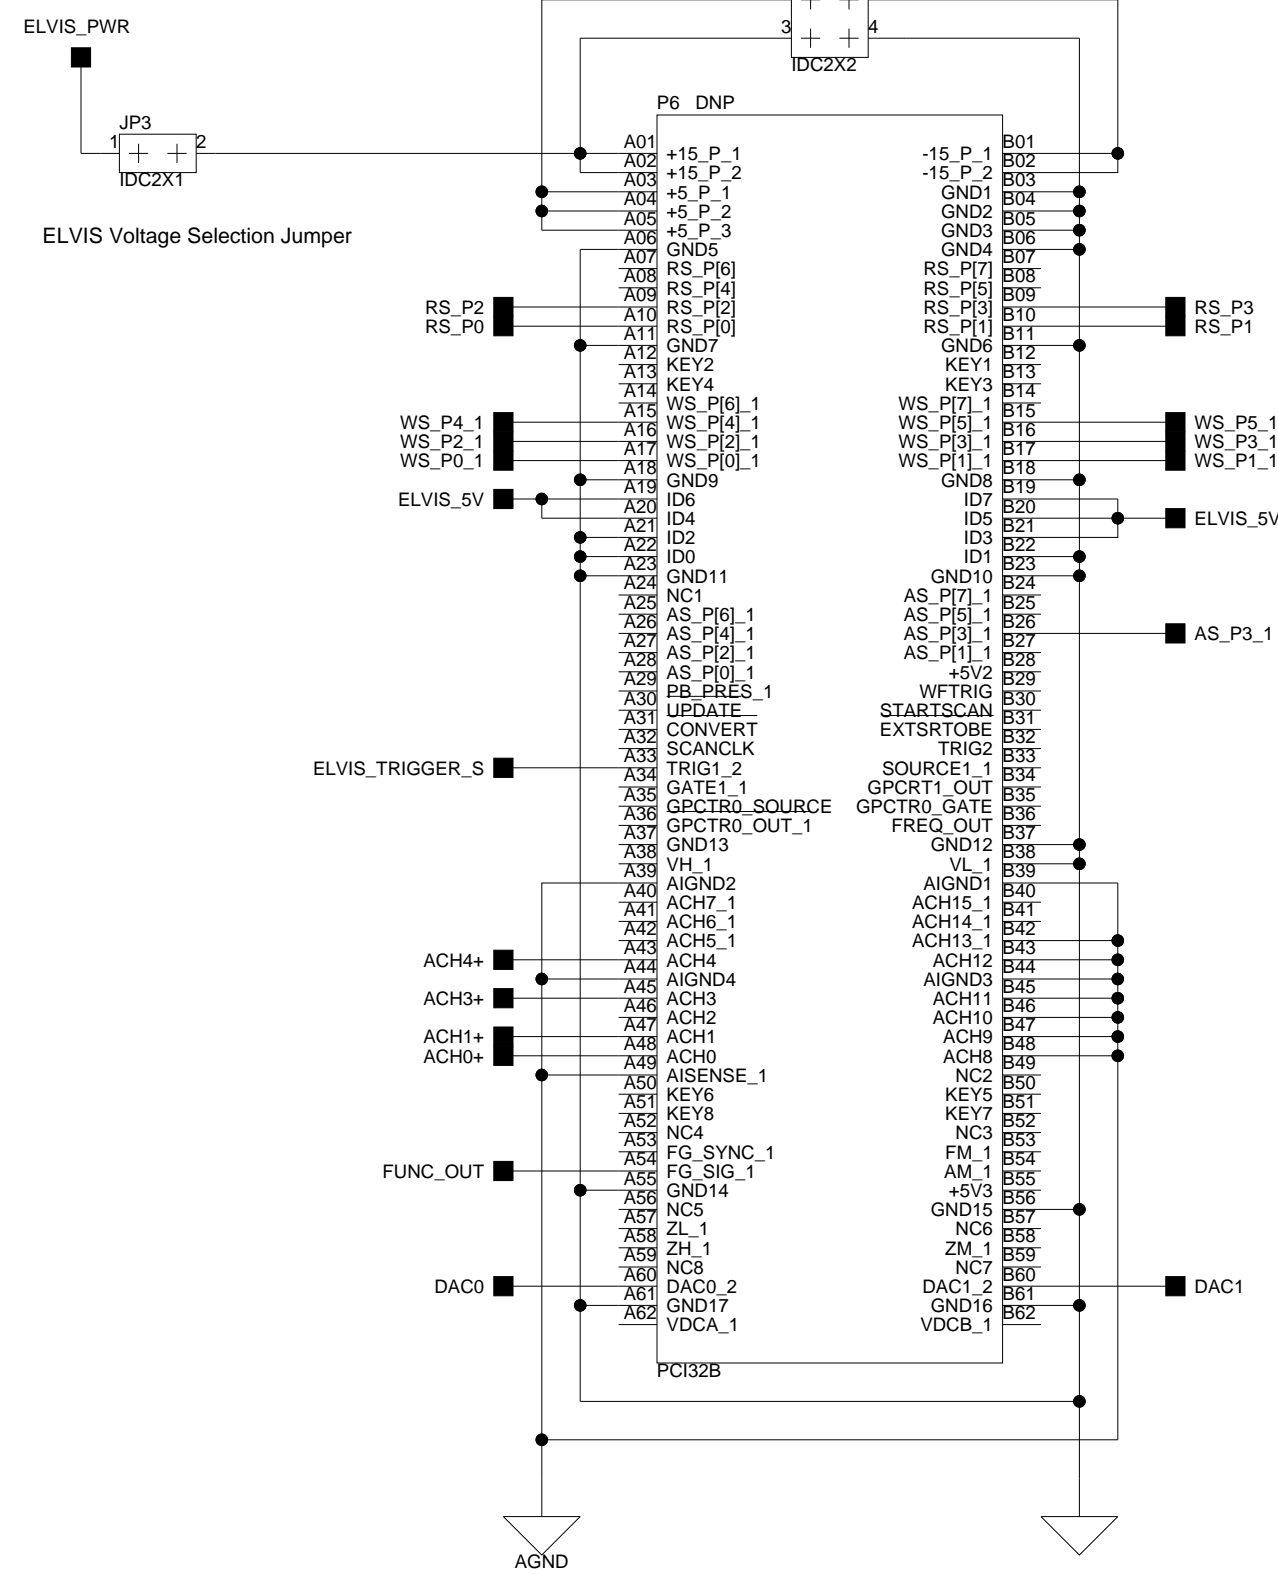 ELVIS_PWR
3
4
IDC2X2
JP3
1
2
IDC2X1
ELVIS Voltage Selection Jumper
P6 DNP
A01 +15_P_1 -15_P_1 B01
A02 +15_P_2 -15_P_2 B02
A03 +5_P_1 GND1 B03
A04 +5_P_2 GND2 B04
A05 +5_P_3 GND3 B05
A06 GND5 GND4 B06
A07 RS_P[6] RS_P[7] B07
A08 RS_P[4] RS_P[5] B08
RS_P2 A09 RS_P[2] RS_P[3] B09 RS_P3
RS_P0 A10 RS_P[0] RS_P[1] B10 RS_P1
A11 GND7 GND6 B11
A12 KEY2 KEY1 B12
A13 KEY4 KEY3 B13
A14 WS_P[6]_1 WS_P[7]_1 B14
WS_P4_1 A15 WS_P[4]_1 WS_P[5]_1 B15 WS_P5_1
WS_P2_1 A16 WS_P[2]_1 WS_P[3]_1 B16 WS_P3_1
WS_P0_1 A17 WS_P[0]_1 WS_P[1]_1 B17 WS_P1_1
A18 GND9 GND8 B18
ELVIS_5V A19 ID6 ID7 B19
A20 ID4 ID5 B20 ELVIS_5V
A21 ID2 ID3 B21
A22 ID0 ID1 B22
A23 GND11 GND10 B23
A24 NC1 AS_P[7]_1 B24
A25 AS_P[6]_1 AS_P[5]_1 B25
A26 AS_P[4]_1 AS_P[3]_1 B26 AS_P3_1
A27 AS_P[2]_1 AS_P[1]_1 B27
A28 AS_P[0]_1 +5V2 B28
A29 PB_PRES_1 WFTRIG B29
A30 UPDATE STARTSCAN B30
A31 CONVERT EXTSRTOBE B31
A32 SCANCLK TRIG2 B32
ELVIS_TRIGGER_S A33 TRIG1_2 SOURCE1_1 B33
A34 GATE1_1 GPCRT1_OUT B34
A35 GPCTR0_SOURCE GPCTR0_GATE B35
A36 GPCTR0_OUT_1 FREQ_OUT B36
A37 GND13 GND12 B37
A38 VH_1 VL_1 B38
A39 AIGND2 AIGND1 B39
A40 ACH7_1 ACH15_1 B40
A41 ACH6_1 ACH14_1 B41
A42 ACH5_1 ACH13_1 B42
ACH4+ A43 ACH4 ACH12 B43
A44 AIGND4 AIGND3 B44
ACH3+ A45 ACH3 ACH11 B45
A46 ACH2 ACH10 B46
ACH1+ A47 ACH1 ACH9 B47
ACH0+ A48 ACH0 ACH8 B48
A49 AISENSE_1 NC2 B49
A50 KEY6 KEY5 B50
A51 KEY8 KEY7 B51
A52 NC4 NC3 B52
A53 FG_SYNC_1 FM_1 B53
FUNC_OUT A54 FG_SIG_1 AM_1 B54
A55 GND14 +5V3 B55
A56 NC5 GND15 B56
A57 ZL_1 NC6 B57
A58 ZH_1 ZM_1 B58
A59 NC8 NC7 B59
DAC0 A60 DAC0_2 DAC1_2 B60 DAC1
A61 GND17 GND16 B61
A62 VDCA_1 VDCB_1 B62
PCI32B
AGND